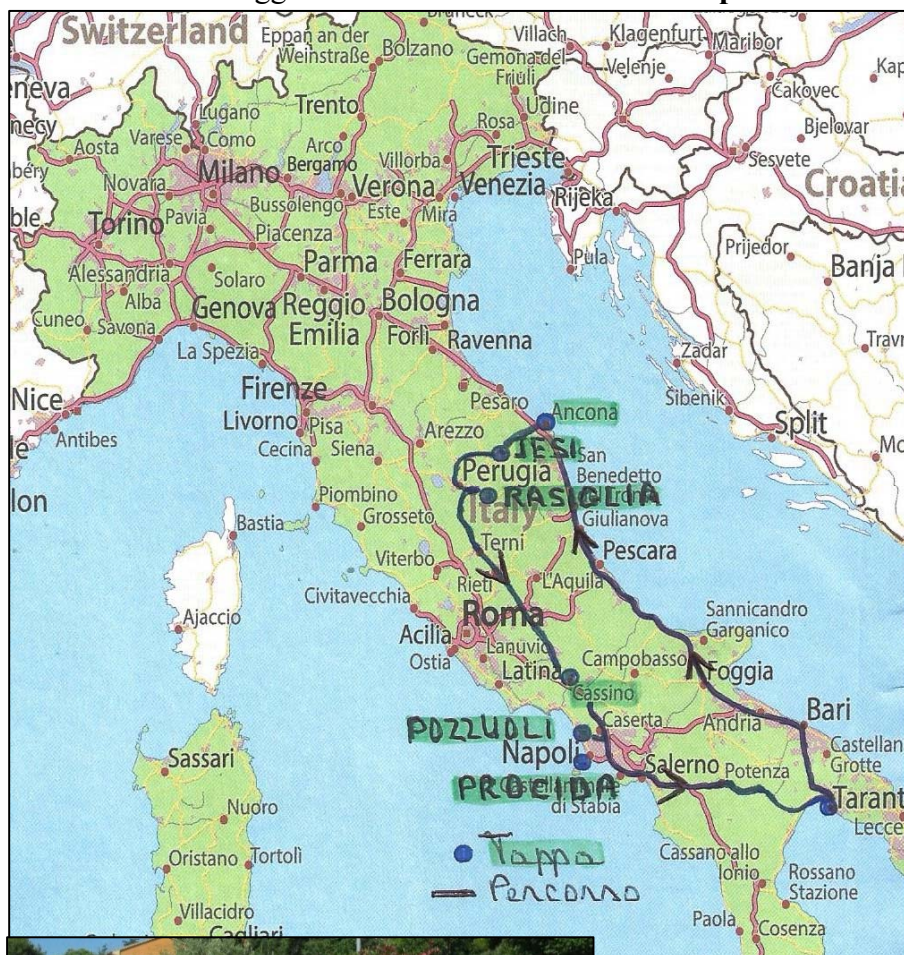 Switzerland
Eppan an der
Weinstraße
Bolzano
Villach
Klagenfurt
Maribor
Gemona del
Friuli
Velenje
Čakovec
Lugano
Trento
Udine
Bjelovar
Aosta
Varese
Como
Arco
Rosa
Sesvete
Bergamo
Villorba
Trieste
Novara
Milano
Verona
Venezia
Rijeka
Croatia
Pavia
Bussolengo
Este
Mira
Torino
Piacenza
Pula
Prijedor
Parma
Ferrara
Banja
Alessandria
Solaro
Alba
Genova
Reggio
Emilia
Bologna
Cuneo
Savona
Forlì
Ravenna
Zadar
La Spezia
Firenze
Pesaro
Šibenik
Nice
Livorno
Pisa
Ancona
Split
Antibes
Cecina
Siena
Arezzo
JESI
San
Benedetto
Perugia
RASIGLIA
Piombino
Italy
Giulianova
Bastia
Grosseto
Terni
Viterbo
Pescara
Rieti
L'Aquila
Civitavecchia
Ajaccio
Roma
Sannicandro
Garganico
Acilia
Ostia
Lanuvio
Latina
Campobasso
Foggia
Cassino
POZZUOLI
Caserta
Andria
Bari
Napoli
Castellana
Grotte
Sassari
Salerno
Potenza
PROCIDA
di Stabia
Taranto
Nuoro
Lecce
Tappa
Cassano allo
Ionio
Rossano
Stazione
Oristano
Tortolì
Percorso
Villacidro
Paola
Cosenza
Cagliari